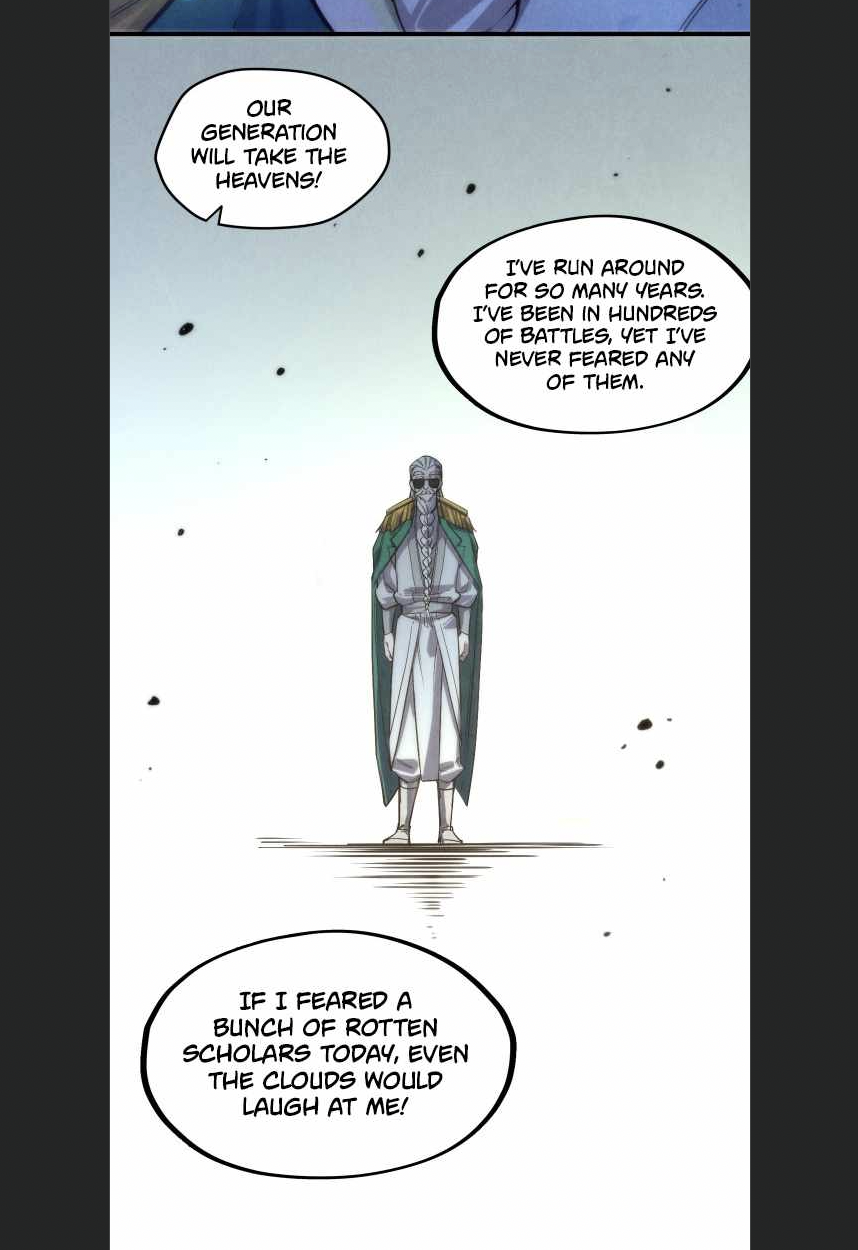 OUR
GENERATION
WILL TAKE THE
HEAVENS!
I'VE RUN AROUND
FOR SO MANY YEARS.
I'VE BEEN IN HUNDREDS
OF BATTLES, YET I'VE
NEVER FEARED ANY
OF THEM.
IF I FEARED A
BUNCH OF ROTTEN
SCHOLARS TODAY, EVEN
THE CLOUDS WOULD
LAUGH AT ME!